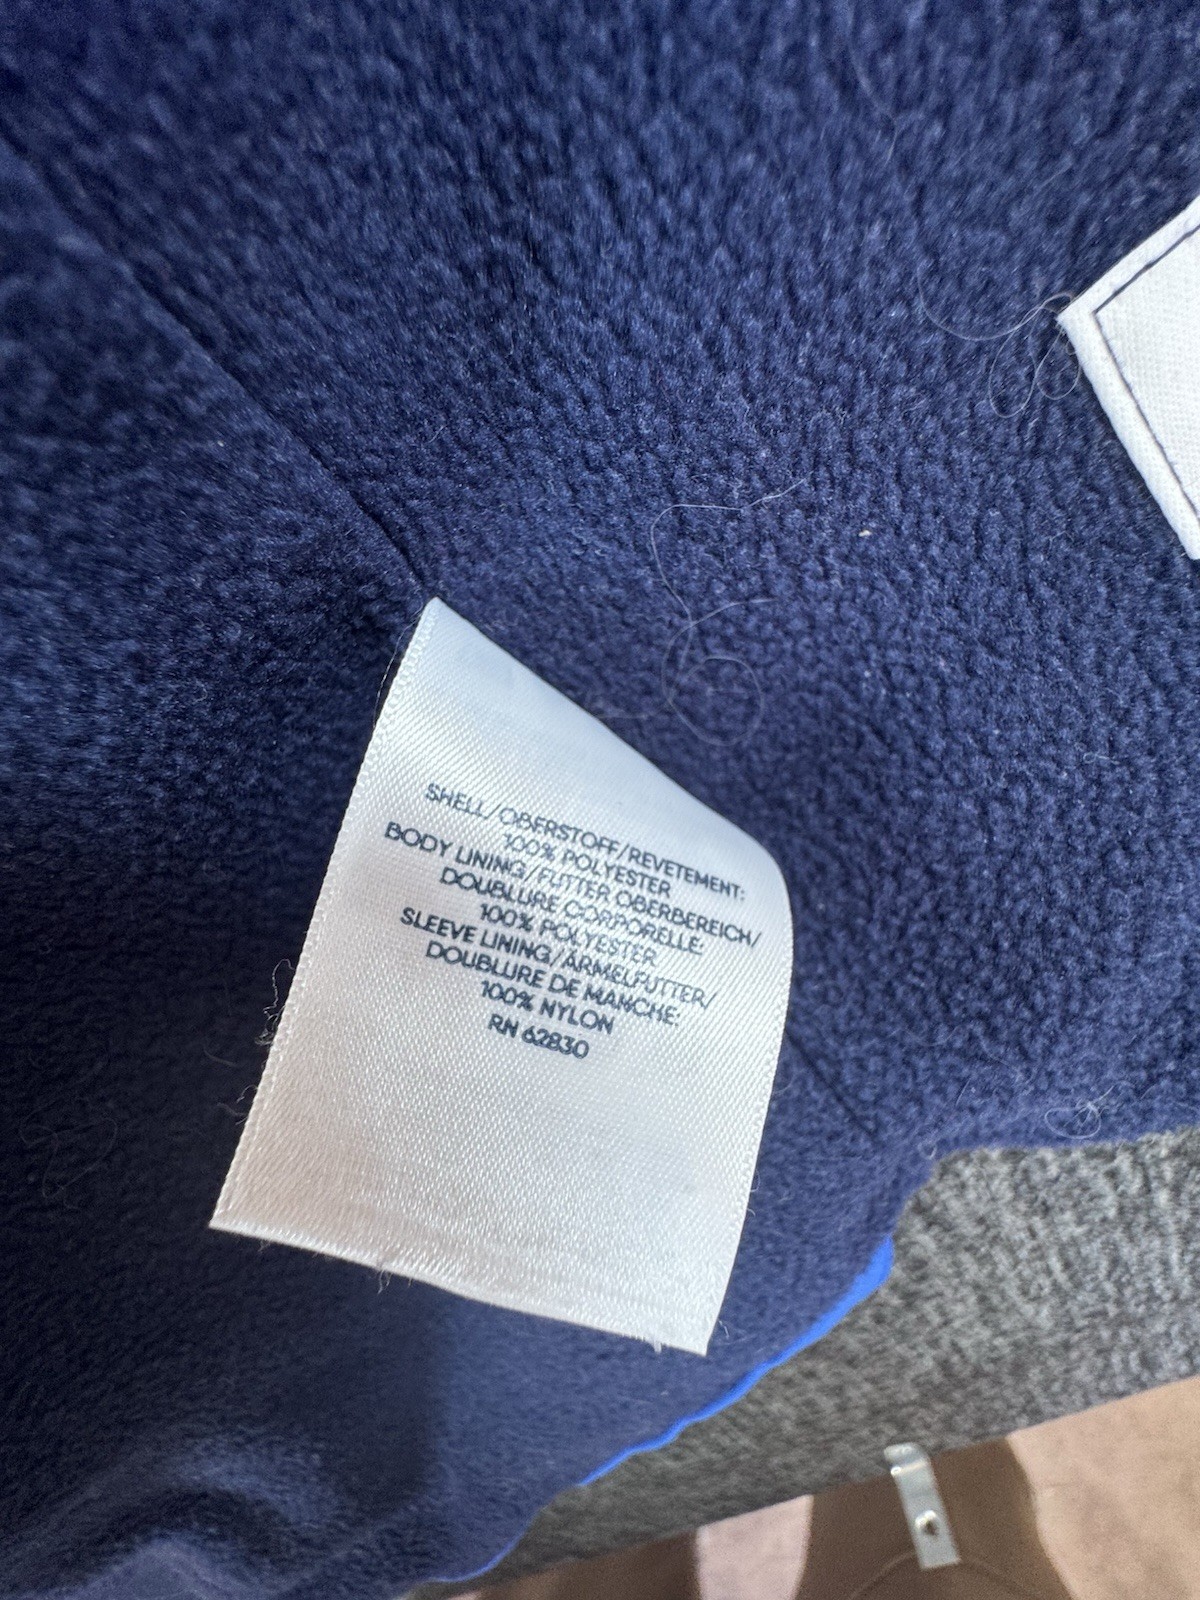 SHELL/OBERSTOFF/REVETEMENT:
100% POLYESTER
BODY LINING/FUTTER OBERBEREICH/
DOUBLURE CORPORELLE:
100% POLYESTER
SLEEVE LINING/ARMELFUTTER/
DOUBLURE DE MANCHE:
100% NYLON
RN 62830